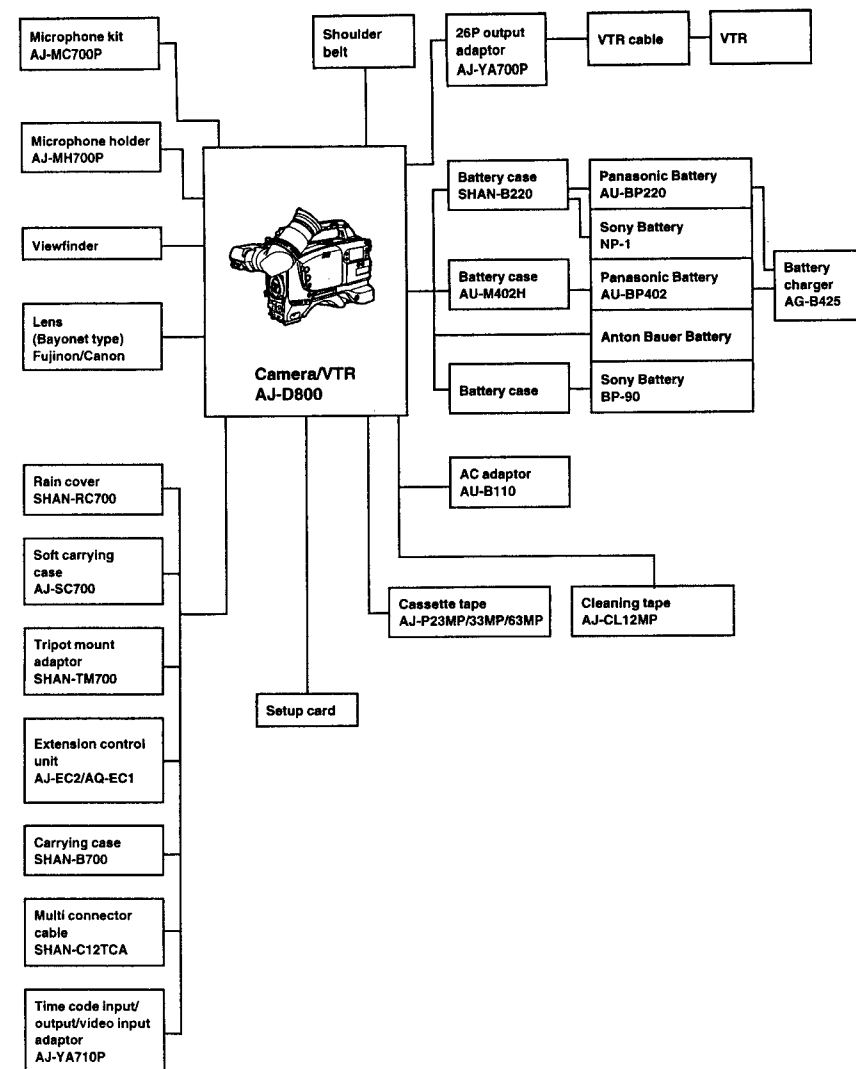 Microphone kit
AJ-MC700P
Shoulder
belt
26P output
adaptor
AJ-YA700P
VTR cable
VTR
Microphone holder
AJ-MH700P
Viewfinder
Lens
(Bayonet type)
Fujinon/Canon
Camera/VTR
AJ-D800
Battery case
SHAN-B220
Panasonic Battery
AU-BP220
Sony Battery
NP-1
Battery case
AU-M402H
Panasonic Battery
AU-BP402
Battery
charger
AG-B425
Anton Bauer Battery
Battery case
Sony Battery
BP-90
AC adaptor
AU-B110
Cassette tape
AJ-P23MP/33MP/63MP
Cleaning tape
AJ-CL12MP
Setup card
Rain cover
SHAN-RC700
Soft carrying
case
AJ-SC700
Tripot mount
adaptor
SHAN-TM700
Extension control
unit
AJ-EC2/AQ-EC1
Carrying case
SHAN-B700
Multi connector
cable
SHAN-C12TCA
Time code input/
output/video input
adaptor
AJ-YA710P